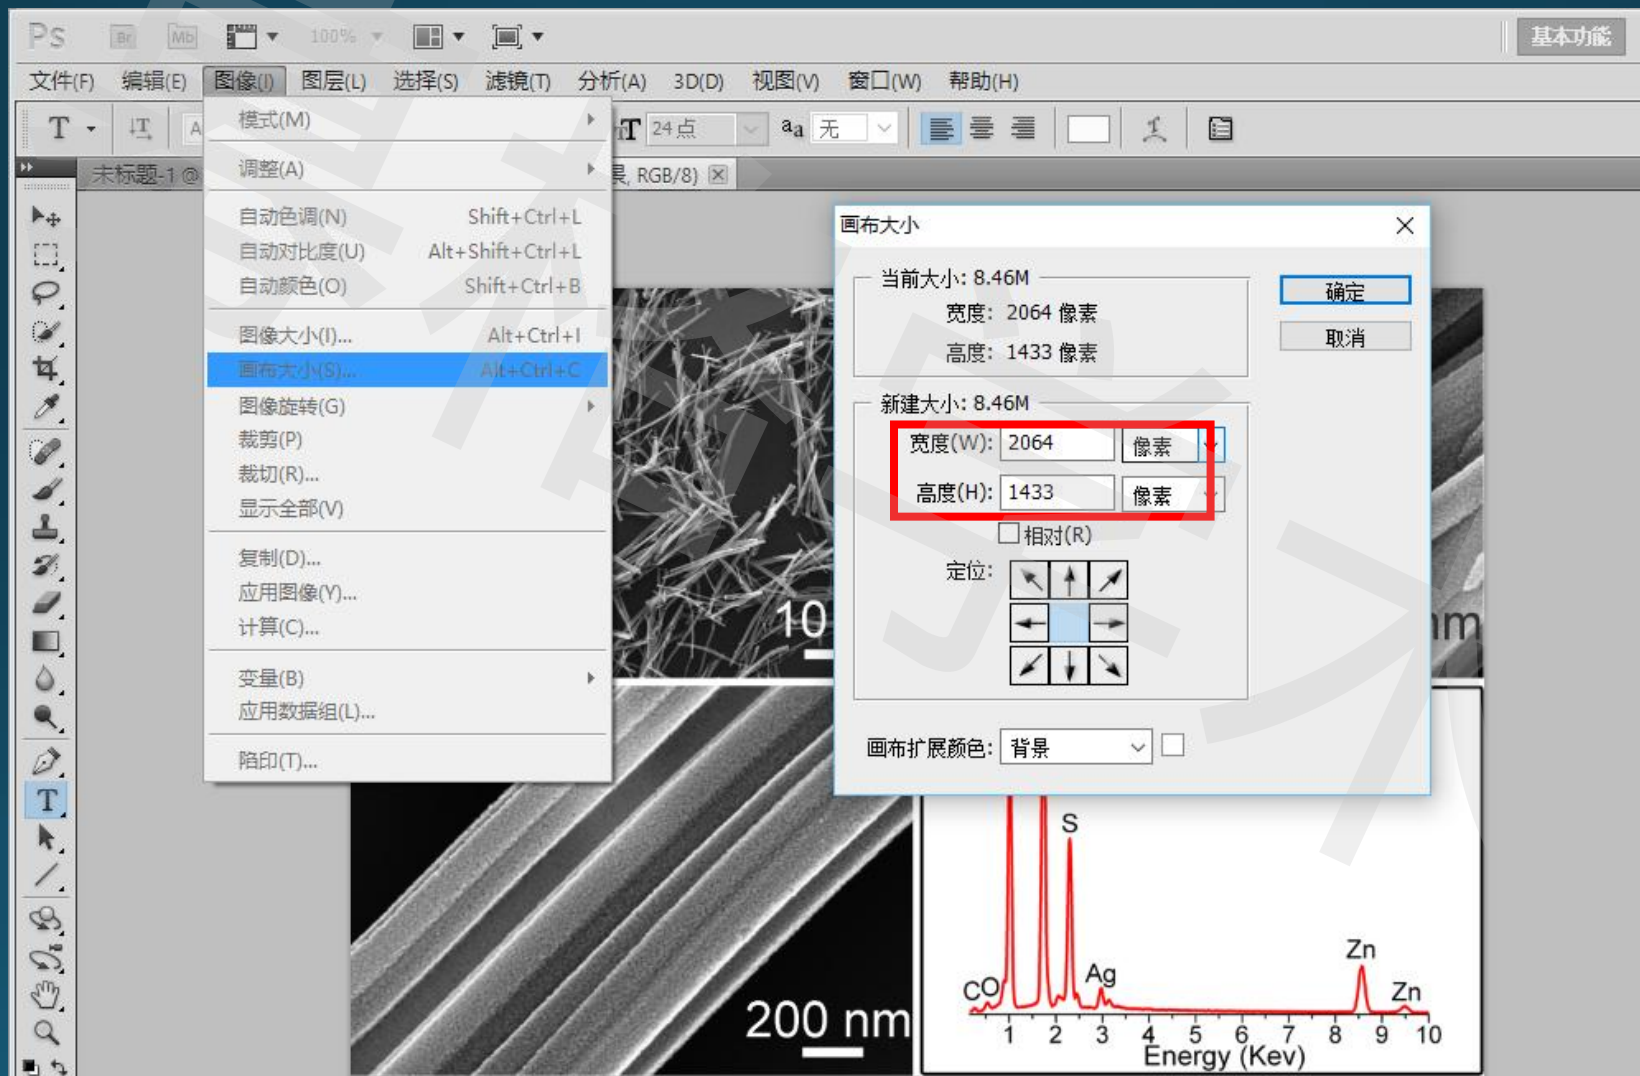 Ps Br Mb 100% 基本功能
文件(F) 编辑(E) 图像(I) 图层(L) 选择(S) 滤镜(T) 分析(A) 3D(D) 视图(V) 窗口(W) 帮助(H)
T T A T 24点 aa 无
未标题-1 @ RGB/8)
模式(M)
调整(A)
自动色调(N) Shift+Ctrl+L
自动对比度(U) Alt+Shift+Ctrl+L
自动颜色(O) Shift+Ctrl+B
图像大小(I)... Alt+Ctrl+I
画布大小(S)... Alt+Ctrl+C
图像旋转(G)
裁剪(P)
裁切(R)...
显示全部(V)
复制(D)...
应用图像(Y)...
计算(C)...
变量(B)
应用数据组(L)...
陷印(T)...
画布大小
当前大小: 8.46M
宽度: 2064 像素
高度: 1433 像素
确定
取消
新建大小: 8.46M
宽度(W): 2064 像素
高度(H): 1433 像素
相对(R)
定位:
画布扩展颜色: 背景
10
nm
200 nm
S
CO
Ag
Zn
Zn
1 2 3 4 5 6 7 8 9 10
Energy (Kev)
T